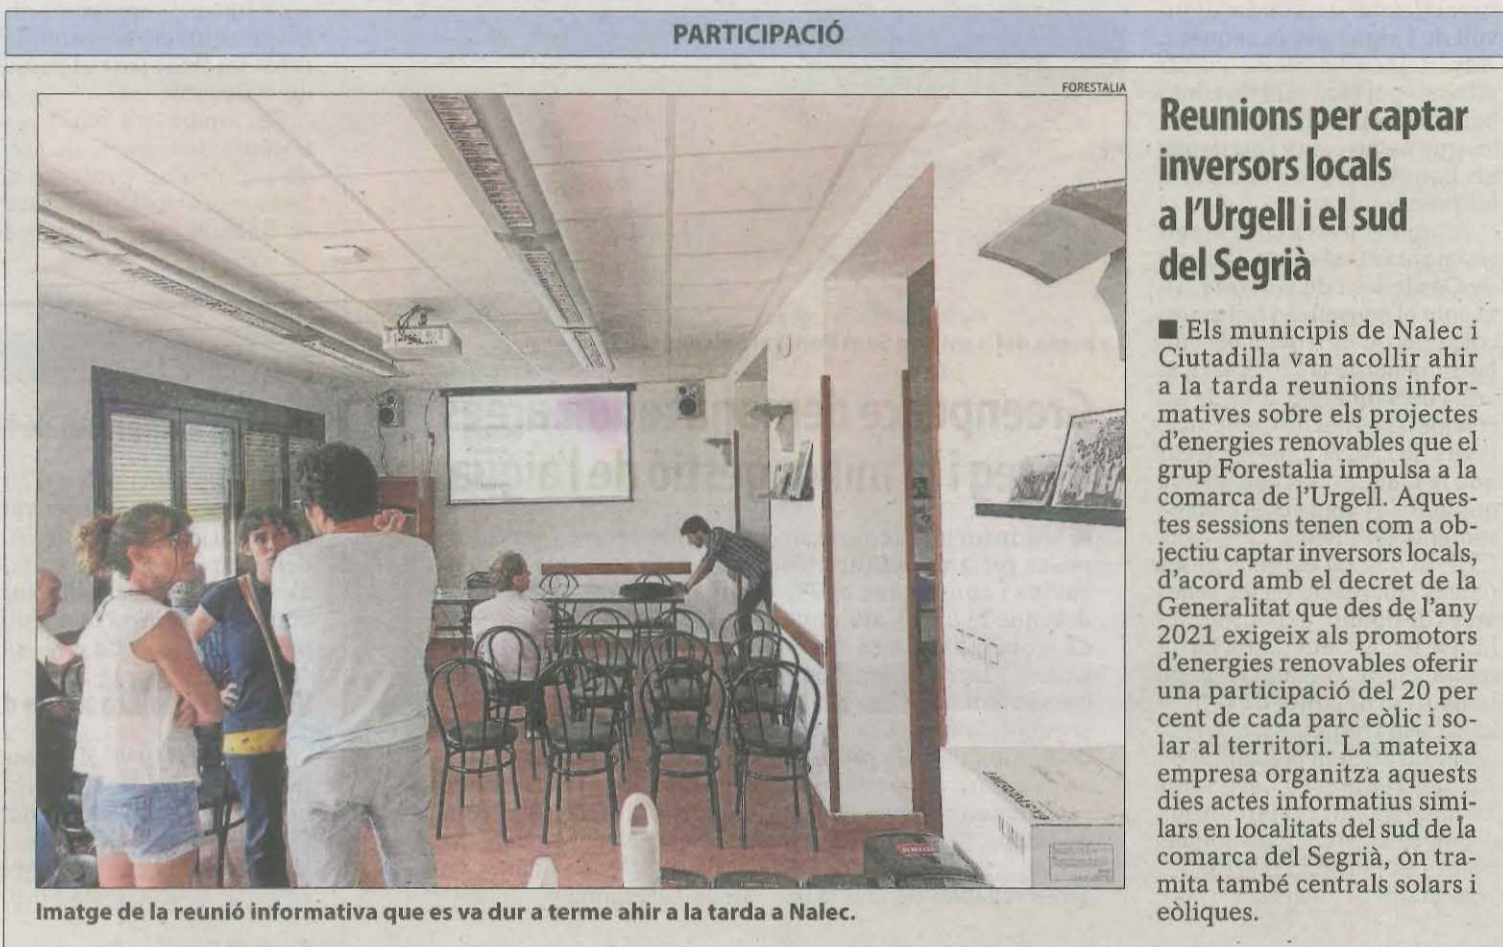 PARTICIPACIÓ
FORESTALIA
Reunions per captar
inversors locals
a l'Urgell i el sud
del Segrià
■ Els municipis de Nalec i
Ciutadilla van acollir ahir
a la tarda reunions infor-
matives sobre els projectes
d'energies renovables que el
grup Forestalia impulsa a la
comarca de l'Urgell. Aques-
tes sessions tenen com a ob-
jectiu captar inversors locals,
d'acord amb el decret de la
Generalitat que des de l'any
2021 exigeix als promotors
d'energies renovables oferir
una participació del 20 per
cent de cada parc eòlic i so-
lar al territori. La mateixa
empresa organitza aquests
dies actes informatius simi-
lars en localitats del sud de la
comarca del Segrià, on tra-
mita també centrals solars i
eòliques.
Imatge de la reunió informativa que es va dur a terme ahir a la tarda a Nalec.